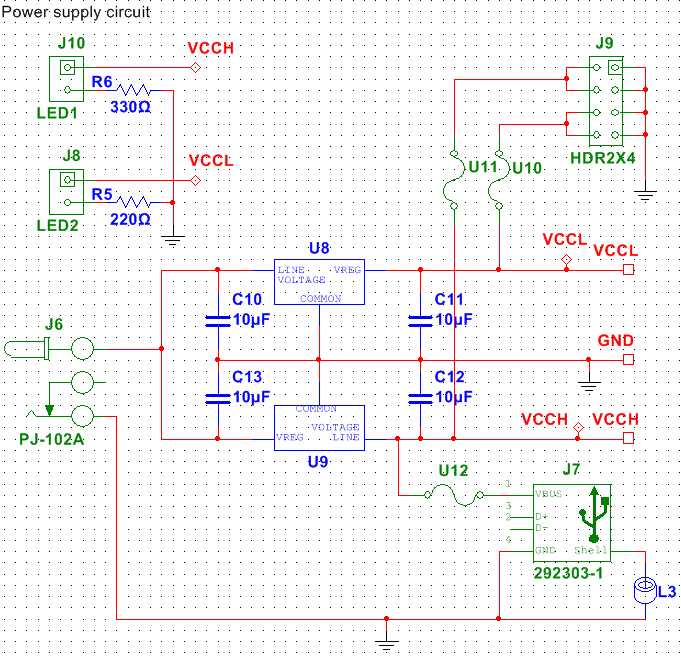 Power supply circuit
J10
VCCH
J9
R6
330Ω
LED1
HDR2X4
J8
VCCL
U11
U10
R5
220Ω
LED2
VCCL
VCCL
U8
LINE VREG
VOLTAGE
COMMON
C10
10µF
C11
10µF
J6
GND
C13
10µF
C12
10µF
COMMON
VOLTAGE
VREG LINE
VCCH
VCCH
PJ-102A
U9
U12
J7
1
VBUS
3
2
D+
D-
4
GND Shell
292303-1
L3